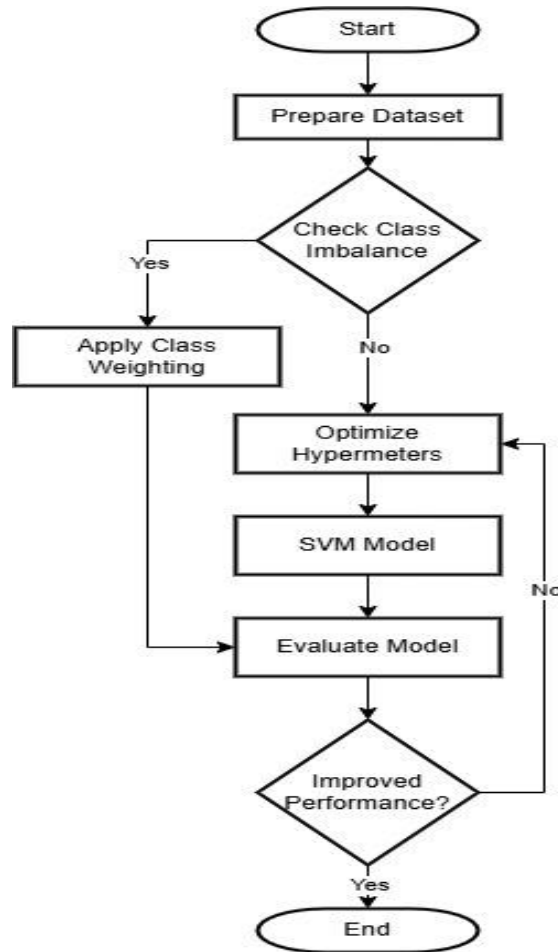 Start
Prepare Dataset
Check Class
Imbalance
Yes
Apply Class
Weighting
No
Optimize
Hypermeters
SVM Model
No
Evaluate Model
Improved
Performance?
Yes
End